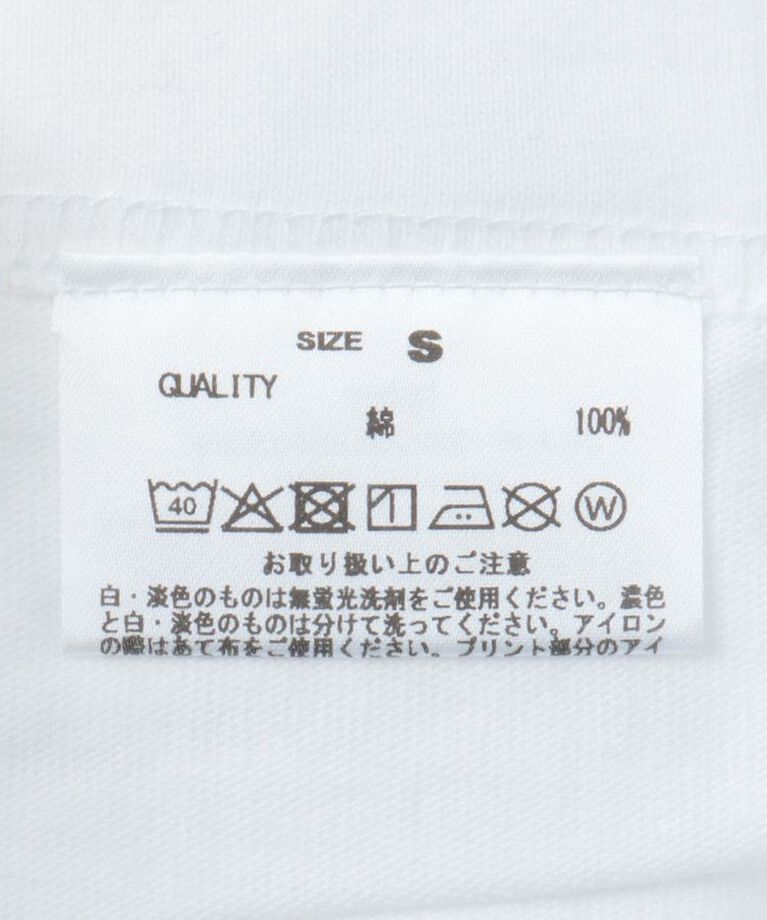 SIZE S
QUALITY
綿 100%
40 W
お取り扱い上のご注意
白・淡色のものは無蛍光洗剤をご使用ください。濃色
と白・淡色のものは分けて洗ってください。アイロン
の際はあて布をご使用ください。プリント部分のアイ